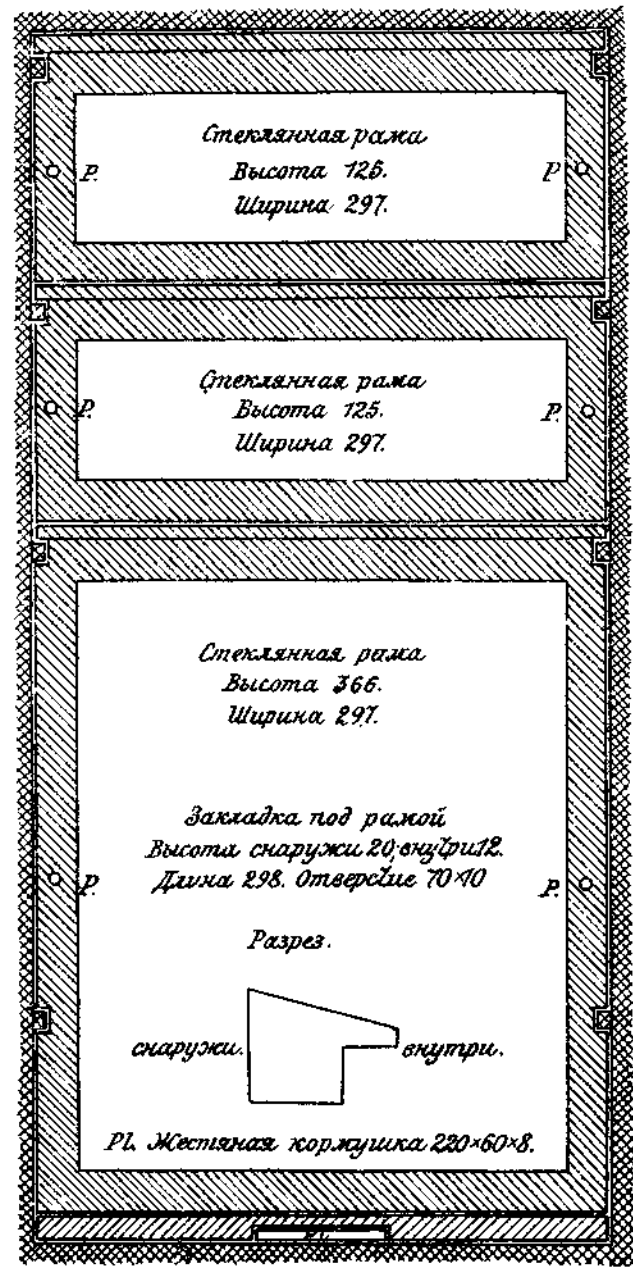 Стеклянная рама
Высота 125.
Ширина 297.
P. P
Стеклянная рама
Высота 125.
Ширина 297.
P. P.
Стеклянная рама
Высота 366.
Ширина 297.
Закладка под рамой
Высота снаружи 20, внутри 12.
Длина 298. Отверстие 70×10
P. P.
Разрез.
снаружи. внутри.
Pl. Жестяная кормушка 220×60×8.
Pl.